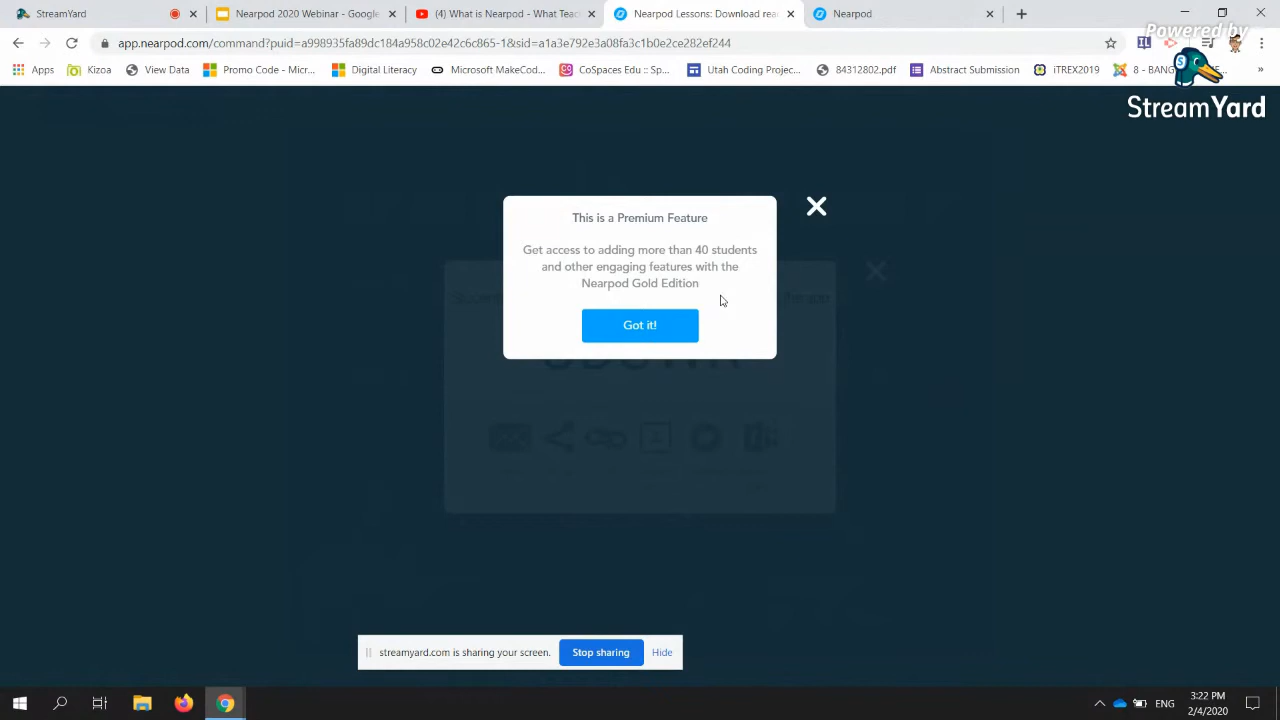 StreamYard
Nearpod 2020 Webinar - Google
(4) What is Nearpod - What Teac
Nearpod Lessons: Download rea
Nearpod
app.nearpod.com/command?puid=a998935fa89dc184a958c02ed2c65cf5-1&sid=a1a3e792e3a08fa3c1b0e2ce282ef244
Apps
Kizoa
View Data
Promo Code - Micr...
Digital Literacy
Microsoft MakeCod...
CoSpaces Edu :: Sp...
Utah Coding Projec...
84312802.pdf
Abstract Submission
iTREX2019
8 - BANG
»
Powered by
StreamYard
This is a Premium Feature
Get access to adding more than 40 students
and other engaging features with the
Nearpod Gold Edition
Got it!
streamyard.com is sharing your screen.
Stop sharing
Hide
ENG
3:22 PM
2/4/2020